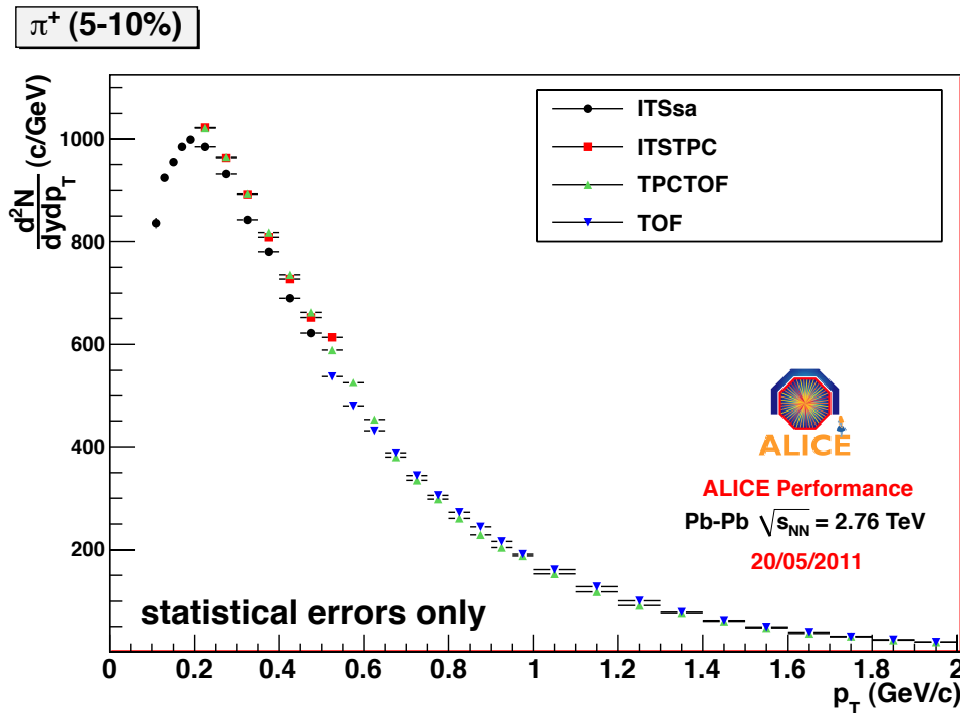 π⁺ (5-10%)
d²N
dydp_T (c/GeV)
1000
800
600
400
200
ITSsa
ITSTPC
TPCTOF
TOF
ALICE
ALICE Performance
Pb-Pb √s_NN = 2.76 TeV
20/05/2011
statistical errors only
0 0.2 0.4 0.6 0.8 1 1.2 1.4 1.6 1.8 2
p_T (GeV/c)